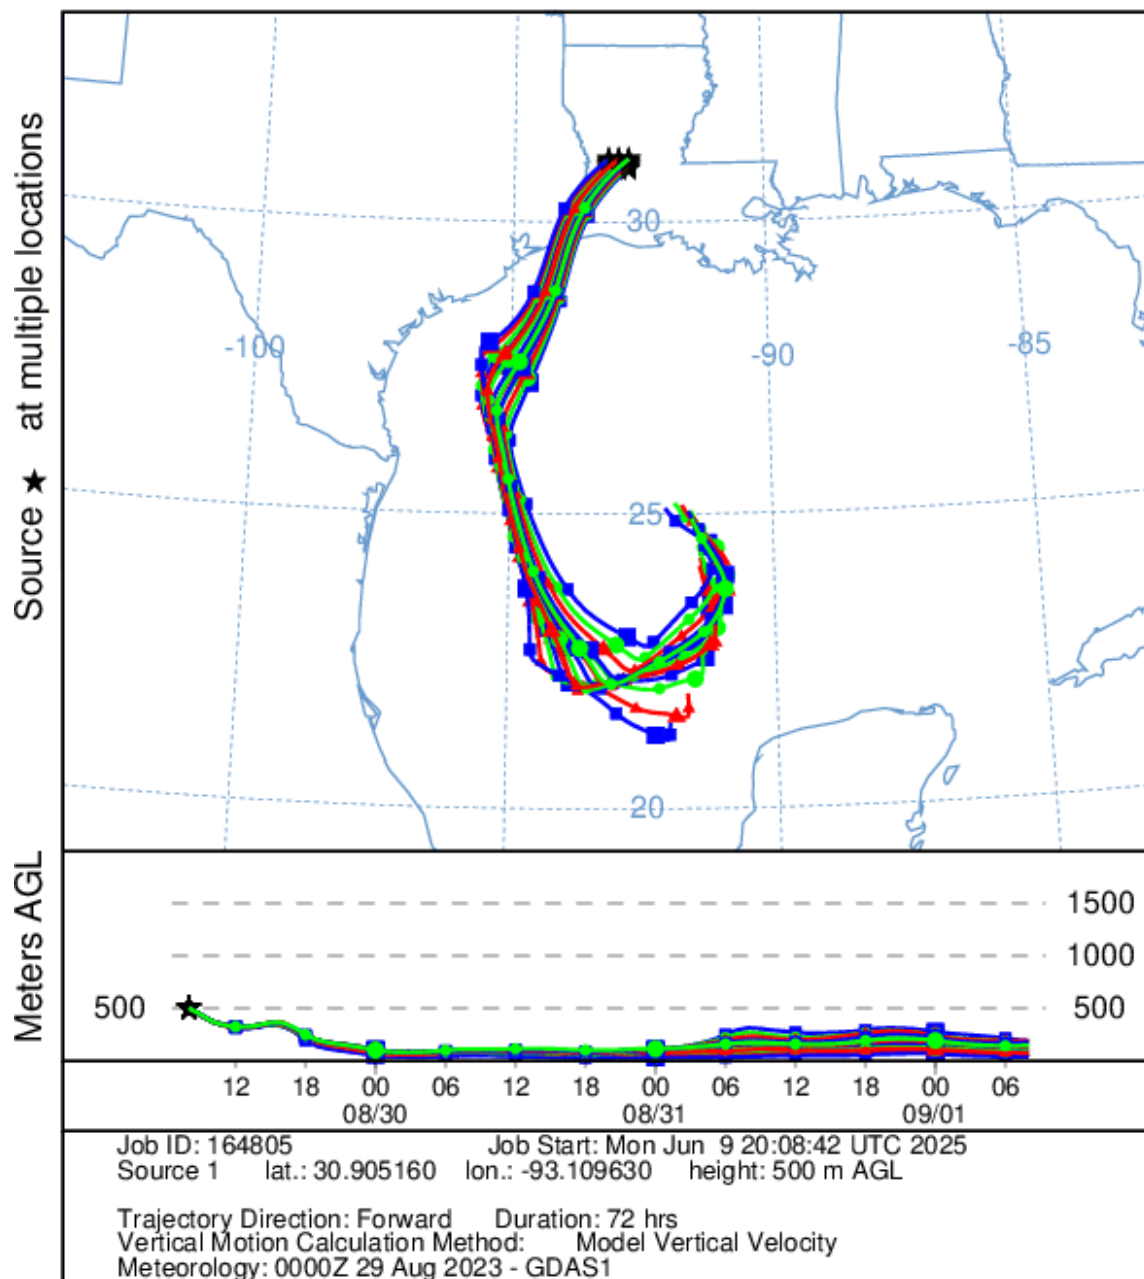 Source ★ at multiple locations
30
-100
-90
-85
25
20
Meters AGL
1500
1000
500
500
12 18 00 06 12 18 00 06 12 18 00 06
08/30 08/31 09/01
Job ID: 164805 Job Start: Mon Jun 9 20:08:42 UTC 2025
Source 1 lat.: 30.905160 lon.: -93.109630 height: 500 m AGL
Trajectory Direction: Forward Duration: 72 hrs
Vertical Motion Calculation Method: Model Vertical Velocity
Meteorology: 0000Z 29 Aug 2023 - GDAS1